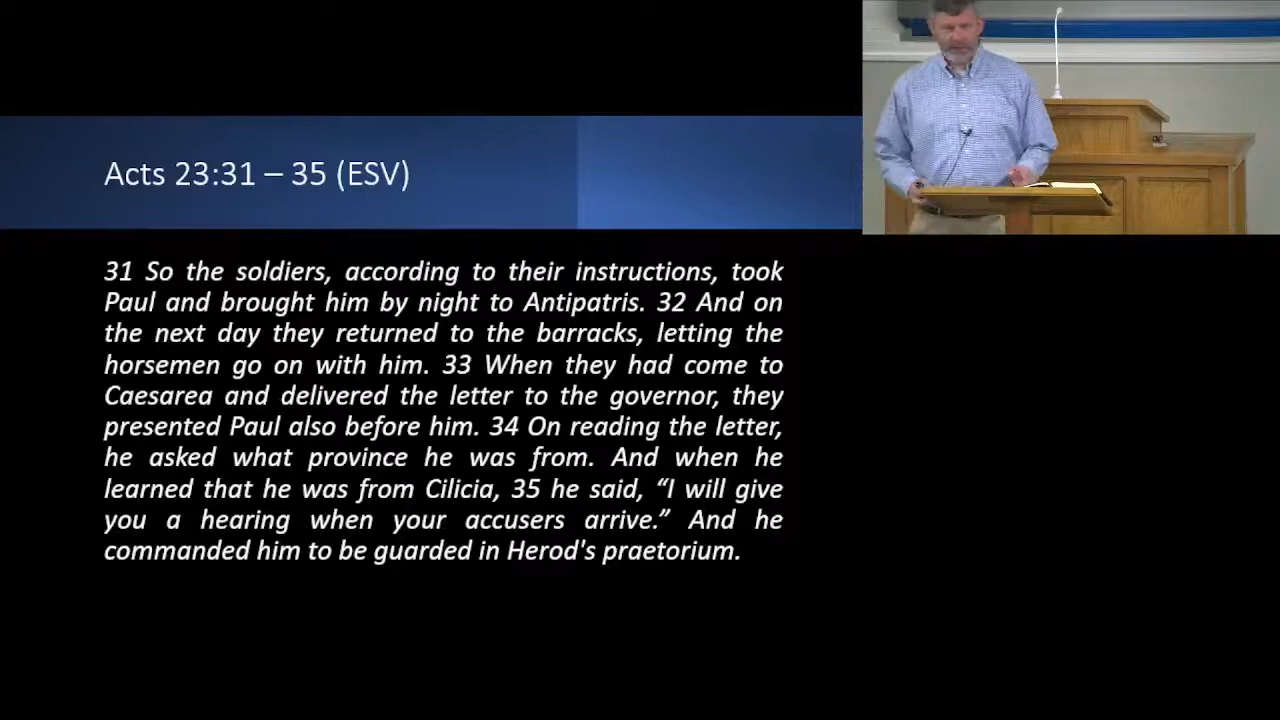 Acts 23:31 – 35 (ESV)
31 So the soldiers, according to their instructions, took
Paul and brought him by night to Antipatris. 32 And on
the next day they returned to the barracks, letting the
horsemen go on with him. 33 When they had come to
Caesarea and delivered the letter to the governor, they
presented Paul also before him. 34 On reading the letter,
he asked what province he was from. And when he
learned that he was from Cilicia, 35 he said, “I will give
you a hearing when your accusers arrive.” And he
commanded him to be guarded in Herod's praetorium.